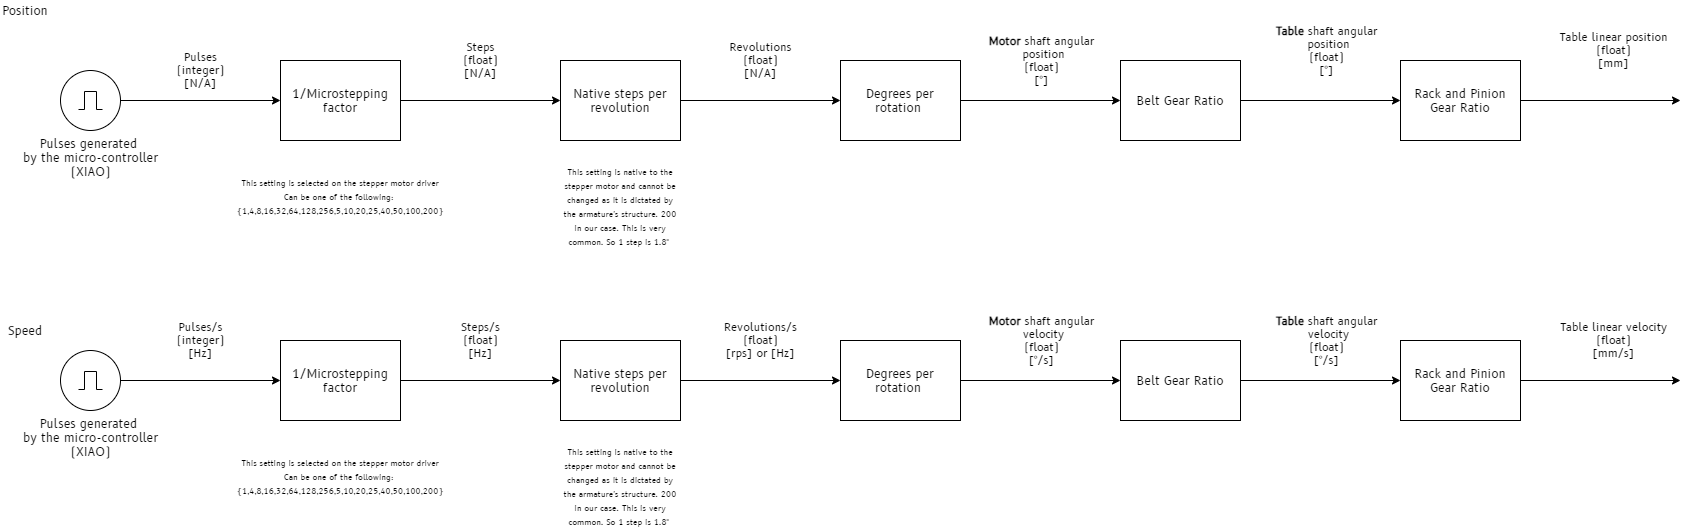 Position
Pulses
[integer]
[N/A]
Steps
[float]
[N/A]
Revolutions
[float]
[N/A]
Motor shaft angular
position
[float]
[°]
Table shaft angular
position
[float]
[°]
Table linear position
[float]
[mm]
1/Microstepping
factor
Native steps per
revolution
Degrees per
rotation
Belt Gear Ratio
Rack and Pinion
Gear Ratio
Pulses generated
by the micro-controller
[XIAO]
This setting is selected on the stepper motor driver
Can be one of the following:
{1,4,8,16,32,64,128,256,5,10,20,25,40,50,100,200}
This setting is native to the
stepper motor and cannot be
changed as it is dictated by
the armature's structure. 200
in our case. This is very
common. So 1 step is 1.8°
Speed
Pulses/s
[integer]
[Hz]
Steps/s
[float]
[Hz]
Revolutions/s
[float]
[rps] or [Hz]
Motor shaft angular
velocity
[float]
[°/s]
Table shaft angular
velocity
[float]
[°/s]
Table linear velocity
[float]
[mm/s]
1/Microstepping
factor
Native steps per
revolution
Degrees per
rotation
Belt Gear Ratio
Rack and Pinion
Gear Ratio
Pulses generated
by the micro-controller
[XIAO]
This setting is selected on the stepper motor driver
Can be one of the following:
{1,4,8,16,32,64,128,256,5,10,20,25,40,50,100,200}
This setting is native to the
stepper motor and cannot be
changed as it is dictated by
the armature's structure. 200
in our case. This is very
common. So 1 step is 1.8°